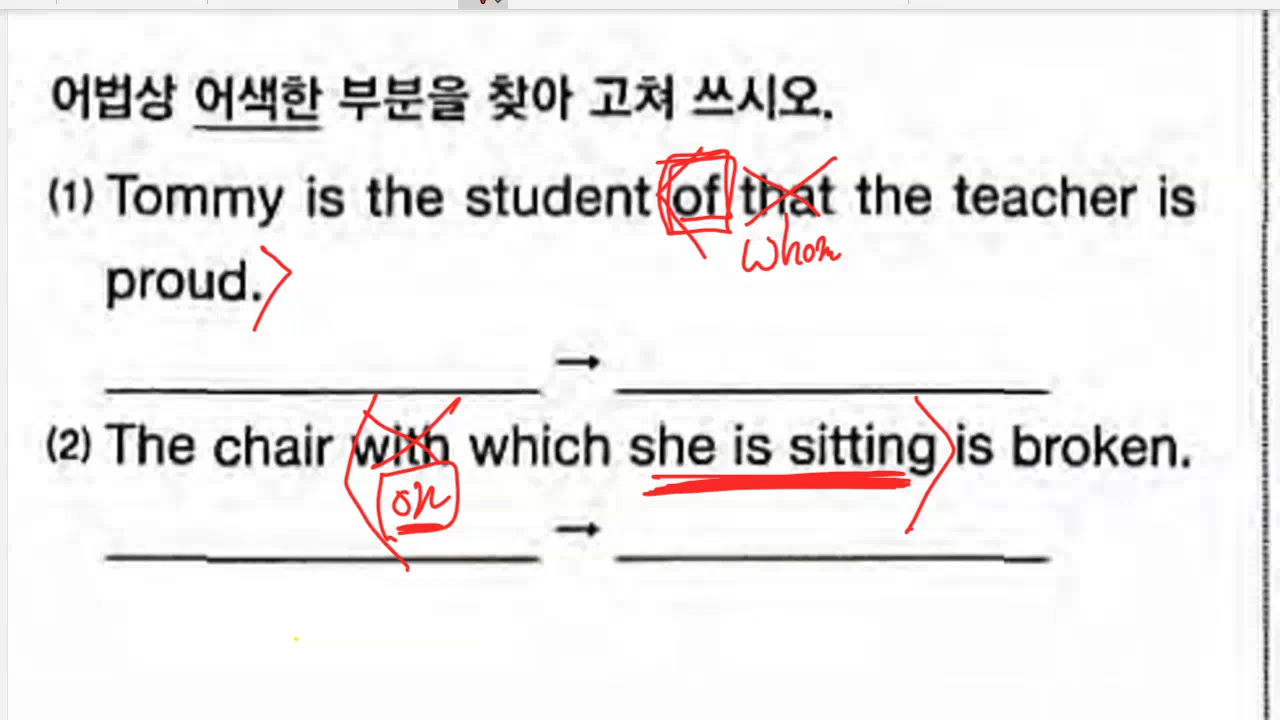 어법상 어색한 부분을 찾아 고쳐 쓰시오.
(1) Tommy is the student of that the teacher is
whom
proud.
→
(2) The chair with which she is sitting is broken.
on
→